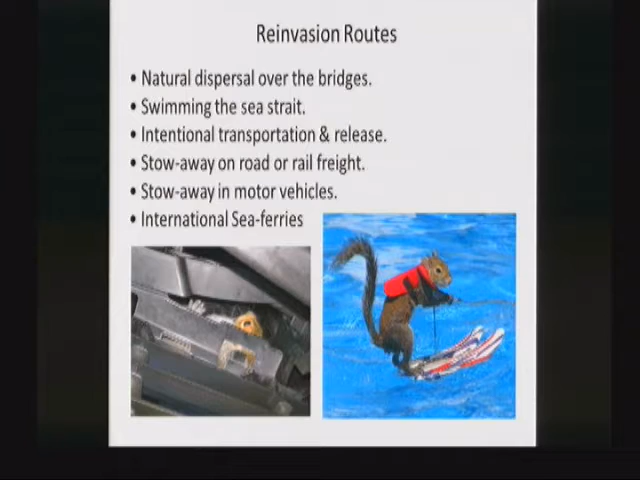 Reinvasion Routes
• Natural dispersal over the bridges.
• Swimming the sea strait.
• Intentional transportation & release.
• Stow-away on road or rail freight.
• Stow-away in motor vehicles.
• International Sea-ferries